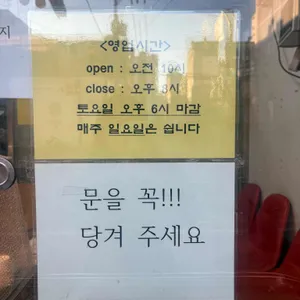 지
<영업시간>
open : 오전 10시
close : 오후 8시
토요일 오후 6시 마감
매주 일요일은 쉽니다
문을 꼭!!!
당겨 주세요